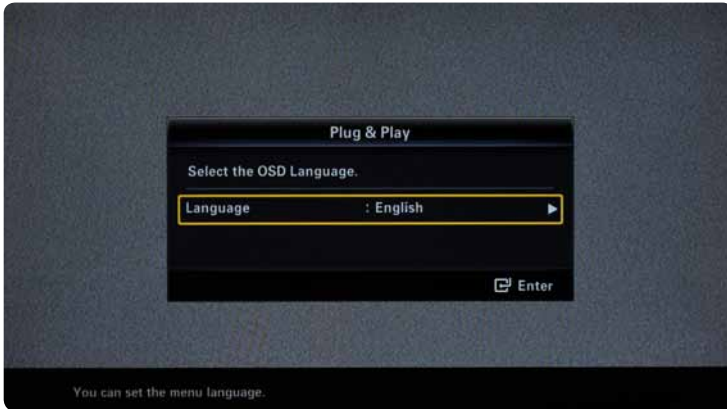 Plug & Play
Select the OSD Language.
Language : English
Enter
You can set the menu language.